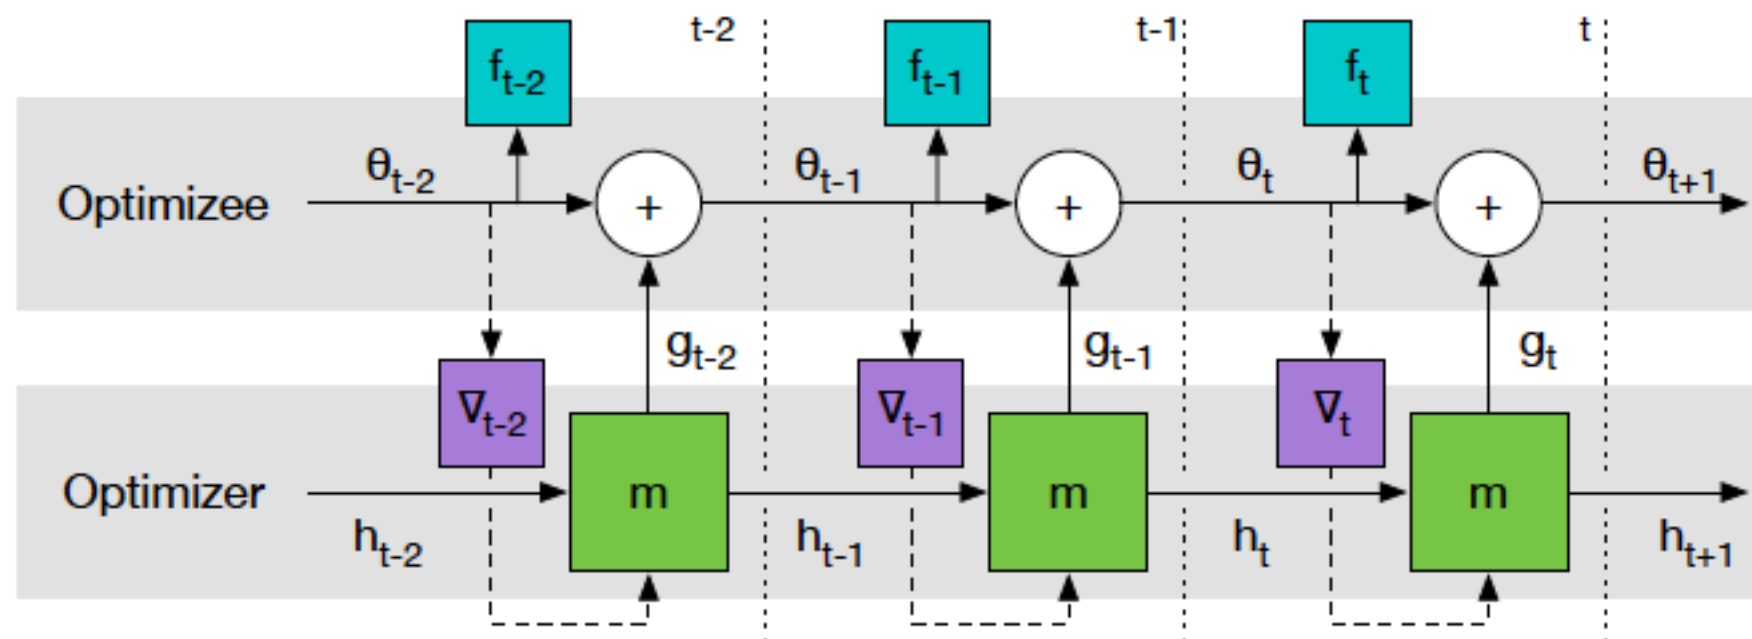 t-2 t-1 t
f_{t-2} f_{t-1} f_t
θ_{t-2} θ_{t-1} θ_t θ_{t+1}
Optimizee + + +
g_{t-2} g_{t-1} g_t
∇_{t-2} ∇_{t-1} ∇_t
Optimizer m m m
h_{t-2} h_{t-1} h_t h_{t+1}